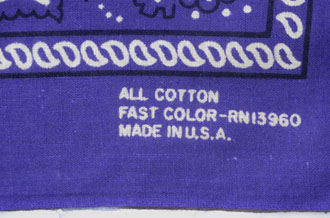 ALL COTTON
FAST COLOR-RN13960
MADE IN U.S.A.